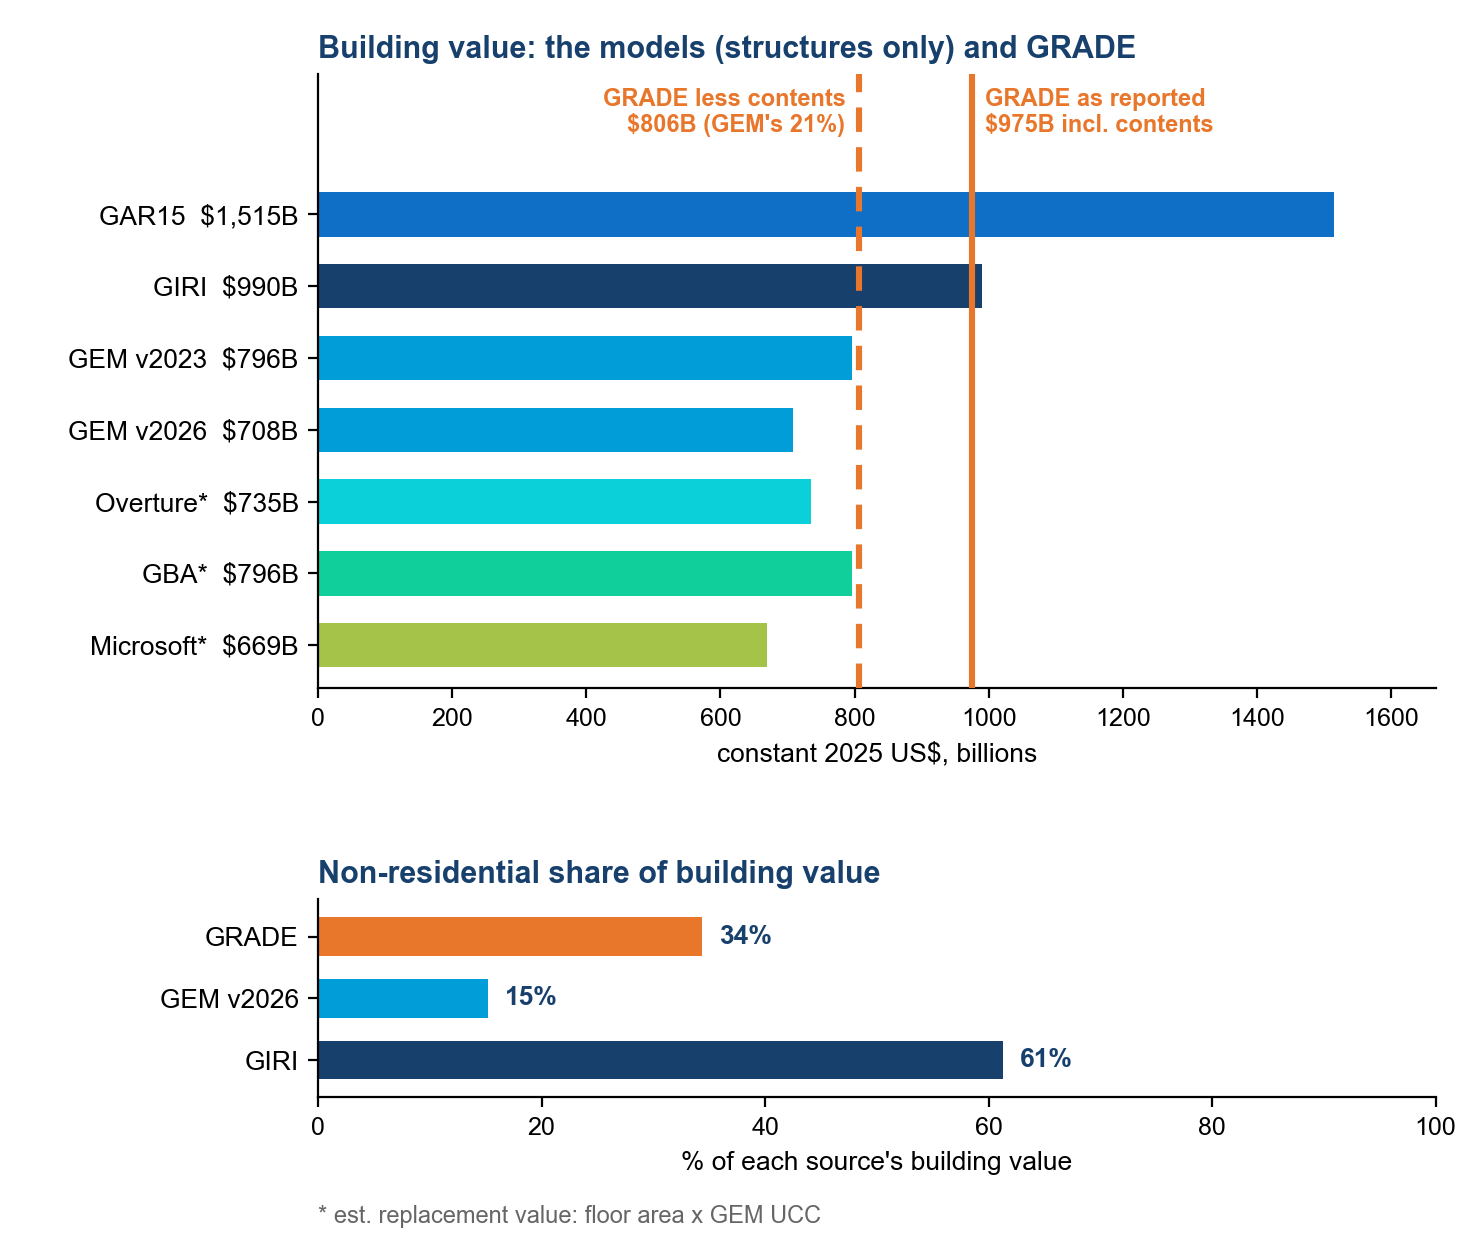 Building value: the models (structures only) and GRADE
GRADE less contents
$806B (GEM's 21%)
GRADE as reported
$975B incl. contents
GAR15 $1,515B
GIRI $990B
GEM v2023 $796B
GEM v2026 $708B
Overture* $735B
GBA* $796B
Microsoft* $669B
0 200 400 600 800 1000 1200 1400 1600
constant 2025 US$, billions
Non-residential share of building value
GRADE 34%
GEM v2026 15%
GIRI 61%
0 20 40 60 80 100
% of each source's building value
* est. replacement value: floor area x GEM UCC